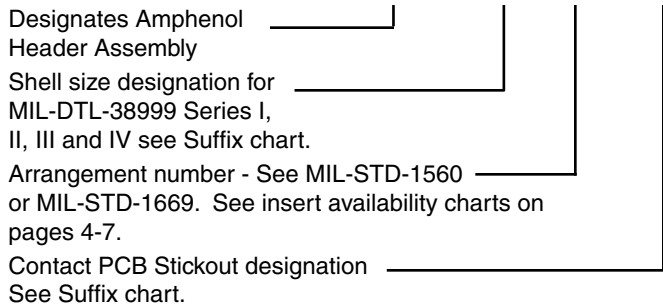 Designates Amphenol
Header Assembly
Shell size designation for
MIL-DTL-38999 Series I,
II, III and IV see Suffix chart.
Arrangement number - See MIL-STD-1560
or MIL-STD-1669.  See insert availability charts on
pages 4-7.
Contact PCB Stickout designation
See Suffix chart.